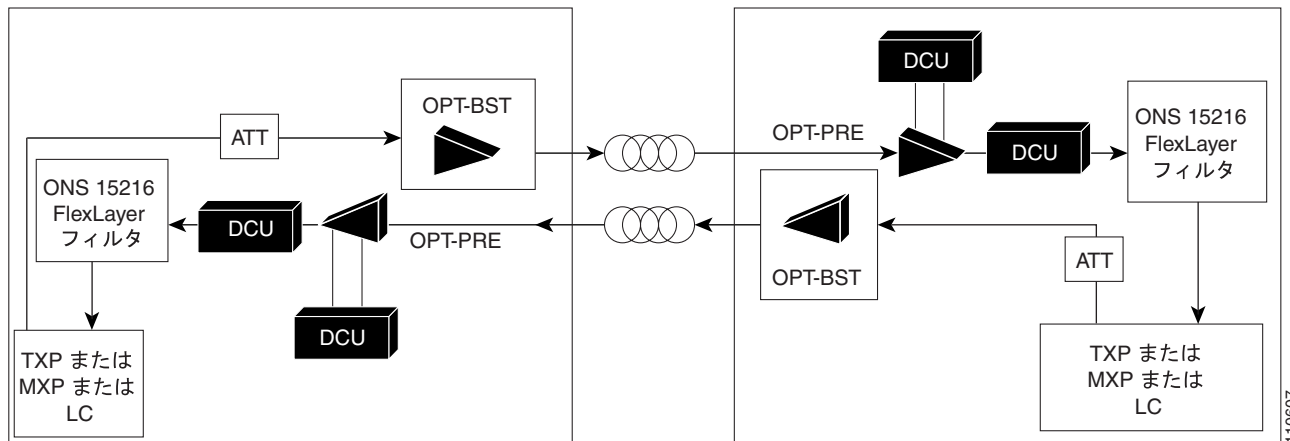 DCU
OPT-BST
ONS 15216
FlexLayer
フィルタ
ATT
OPT-PRE
DCU
ONS 15216
FlexLayer
フィルタ
DCU
OPT-PRE
OPT-BST
ATT
DCU
TXP または
MXP または
LC
TXP または
MXP または
LC